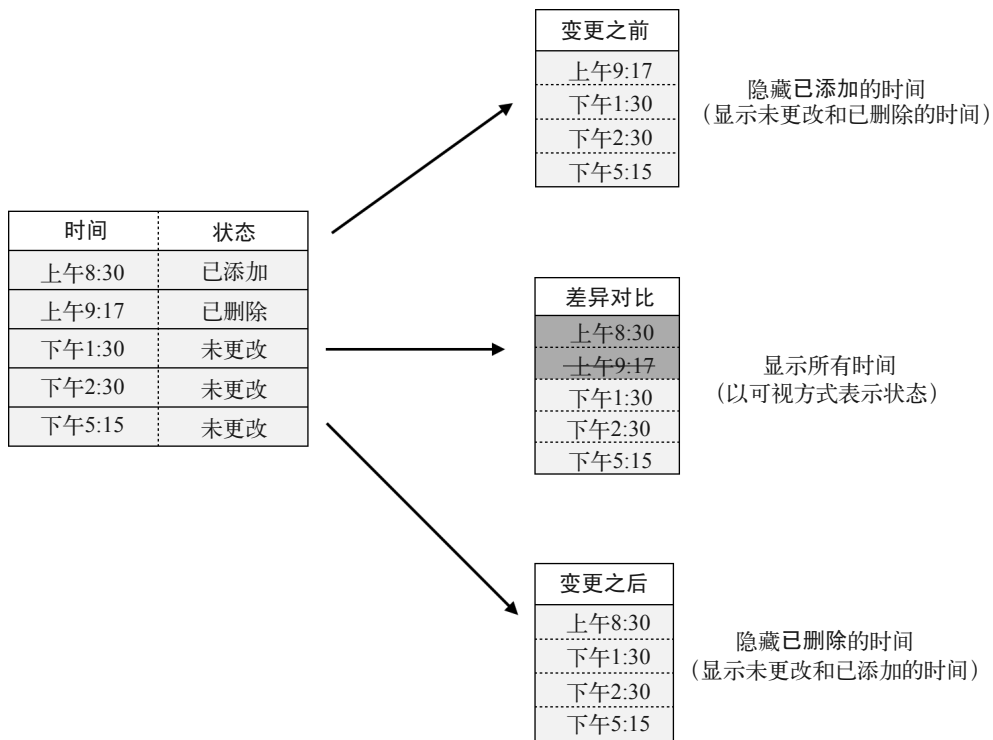 变更之前
上午9:17
下午1:30
下午2:30
下午5:15
隐藏已添加的时间
（显示未更改和已删除的时间）
时间 状态
上午8:30 已添加
上午9:17 已删除
下午1:30 未更改
下午2:30 未更改
下午5:15 未更改
差异对比
上午8:30
上午9:17
下午1:30
下午2:30
下午5:15
显示所有时间
（以可视方式表示状态）
变更之后
上午8:30
下午1:30
下午2:30
下午5:15
隐藏已删除的时间
（显示未更改和已添加的时间）